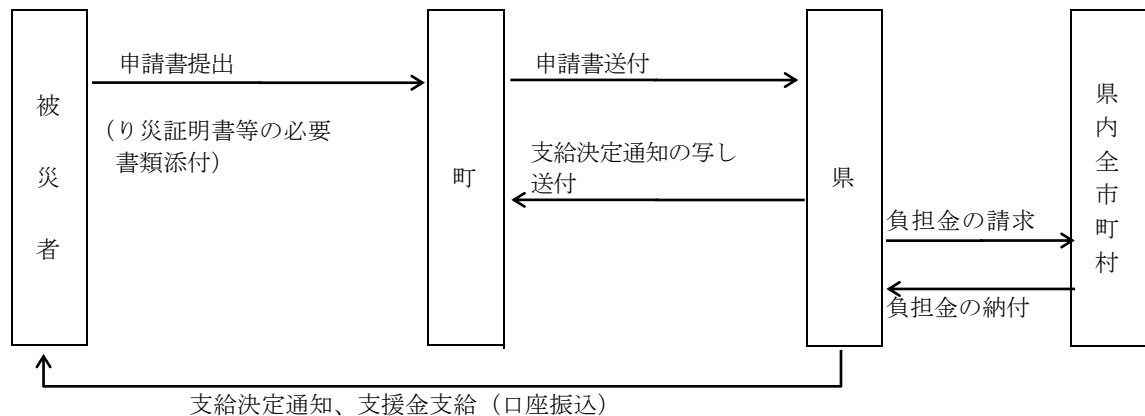 被災者
申請書提出
（り災証明書等の必要
書類添付）
町
申請書送付
支給決定通知の写し
送付
県
負担金の請求
負担金の納付
県内全市町村
支給決定通知、支援金支給（口座振込）